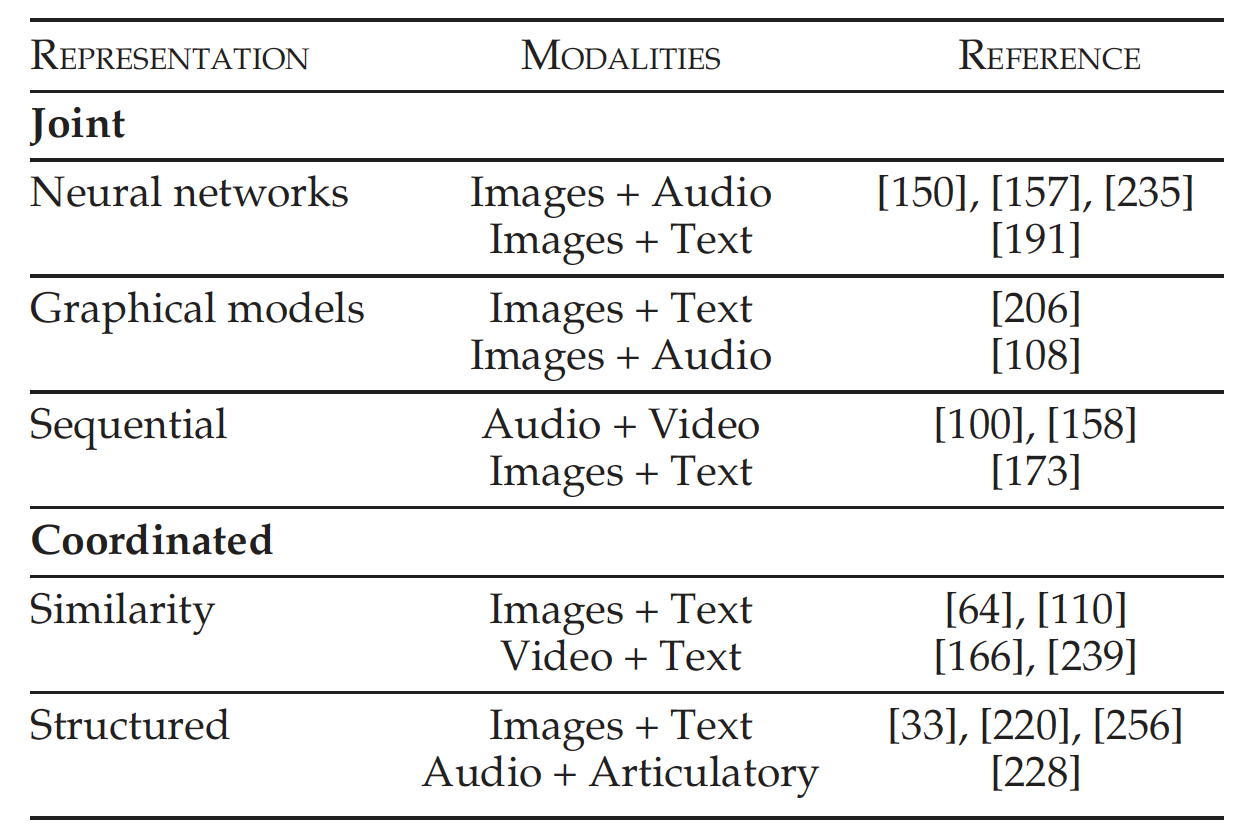 REPRESENTATION MODALITIES REFERENCE
Joint
Neural networks Images + Audio [150], [157], [235]
Images + Text [191]
Graphical models Images + Text [206]
Images + Audio [108]
Sequential Audio + Video [100], [158]
Images + Text [173]
Coordinated
Similarity Images + Text [64], [110]
Video + Text [166], [239]
Structured Images + Text [33], [220], [256]
Audio + Articulatory [228]